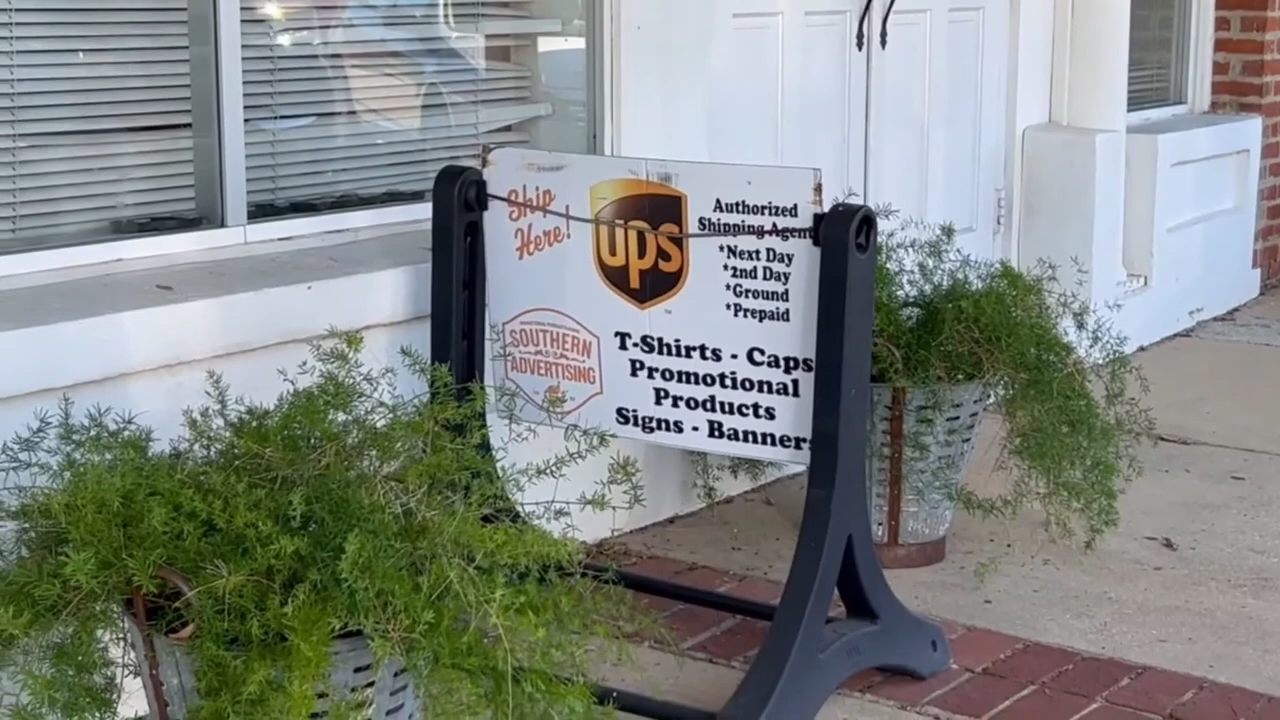 Ship
Here!
ups
Authorized
Shipping Agent
*Next Day
*2nd Day
*Ground
*Prepaid
SOUTHERN
ADVERTISING
T-Shirts - Caps
Promotional
Products
Signs - Banners